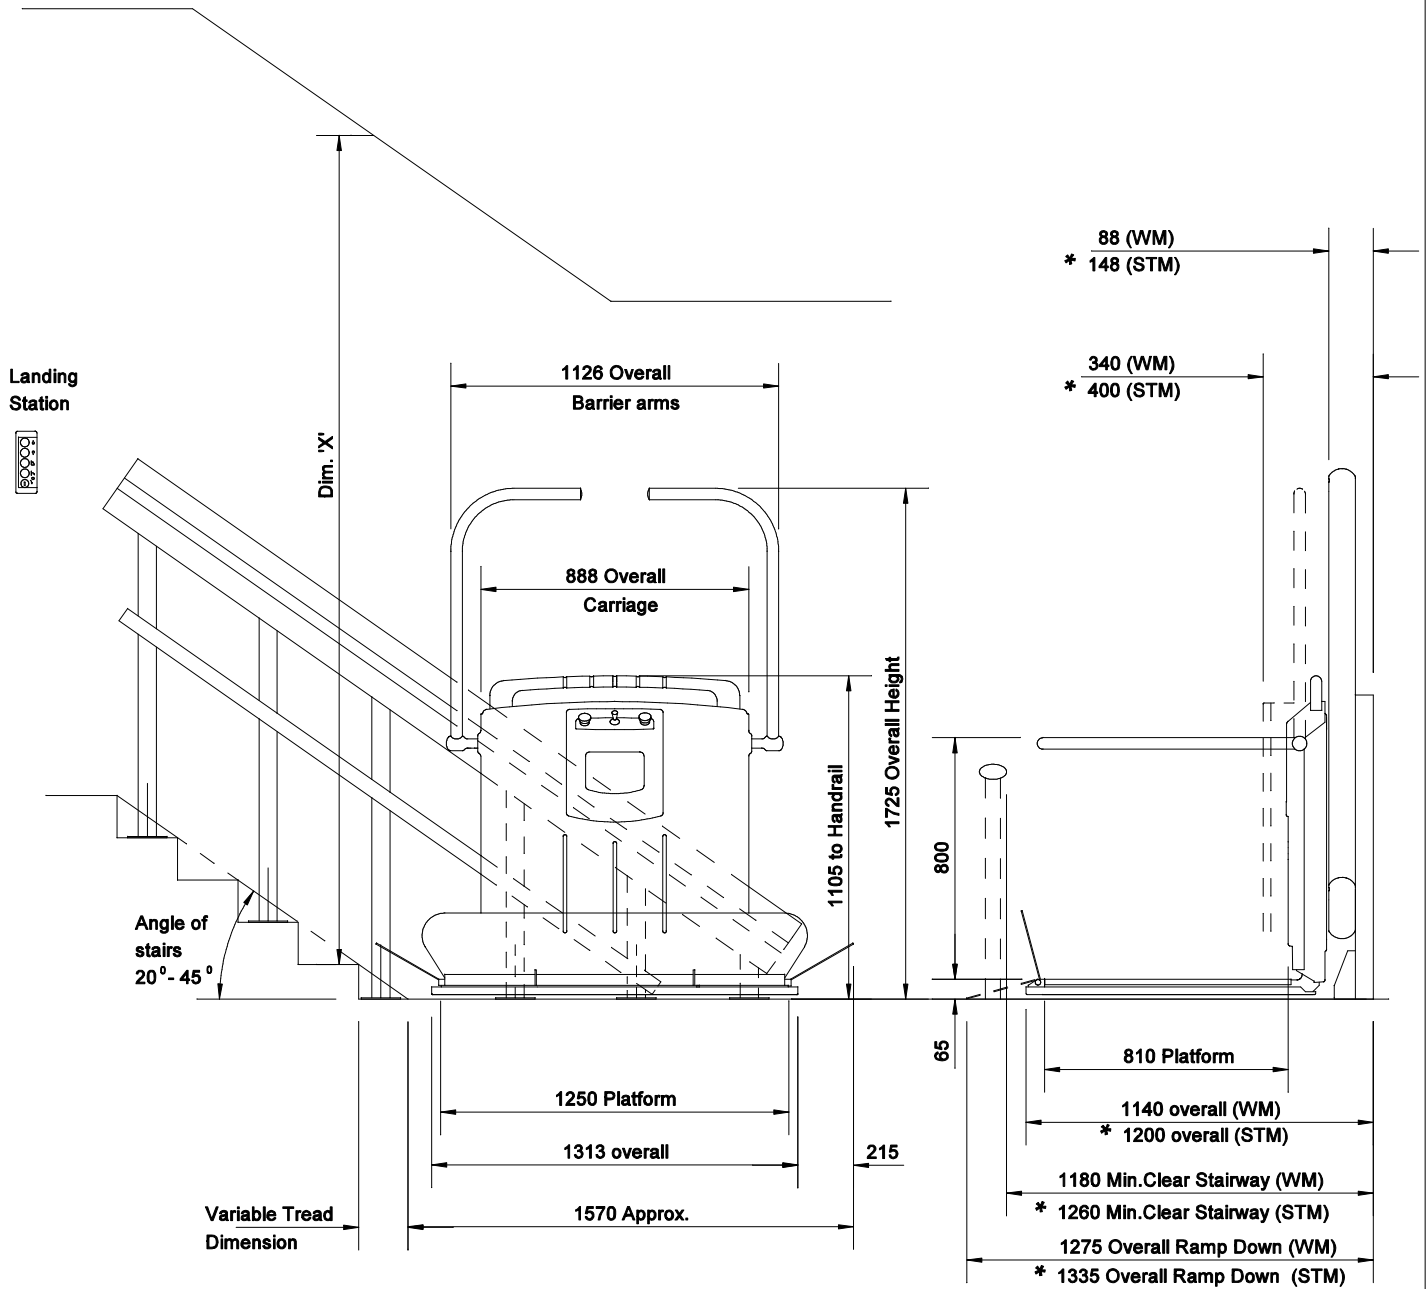 88 (WM)
* 148 (STM)
340 (WM)
* 400 (STM)
Landing
Station
1126 Overall
Barrier arms
Dim. 'X'
888 Overall
Carriage
1725 Overall Height
1105 to Handrail
800
Angle of
stairs
20⁰- 45⁰
65
810 Platform
1250 Platform
1140 overall (WM)
* 1200 overall (STM)
1313 overall
215
1180 Min.Clear Stairway (WM)
* 1260 Min.Clear Stairway (STM)
Variable Tread
Dimension
1570 Approx.
1275 Overall Ramp Down (WM)
* 1335 Overall Ramp Down (STM)